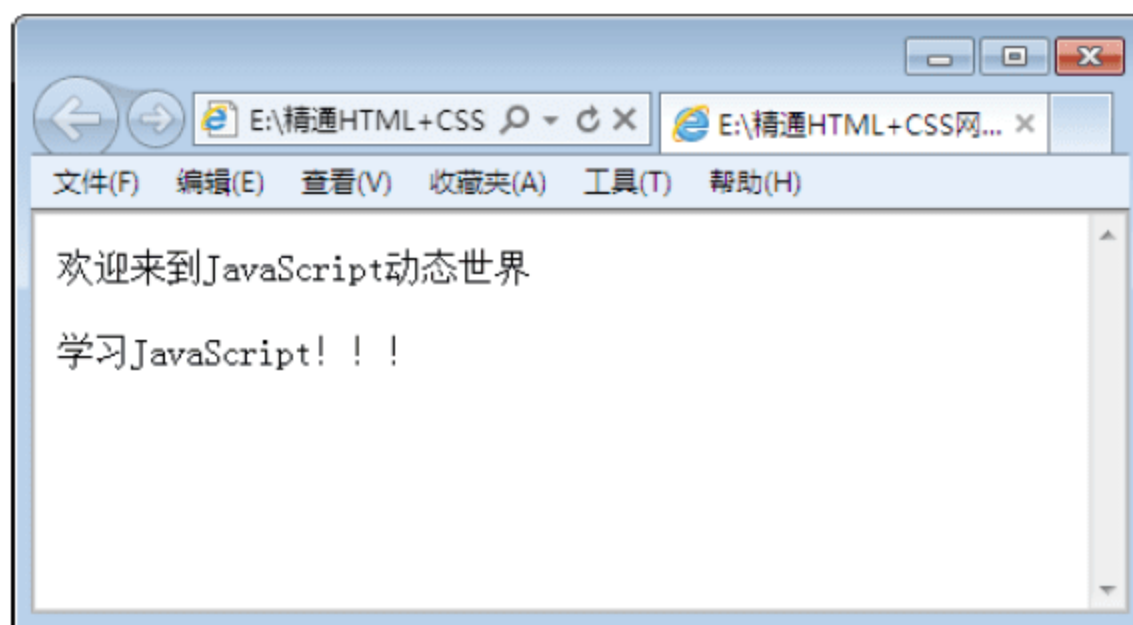 E:\精通HTML+CSS
E:\精通HTML+CSS网...
文件(F) 编辑(E) 查看(V) 收藏夹(A) 工具(T) 帮助(H)
欢迎来到JavaScript动态世界
学习JavaScript！！！